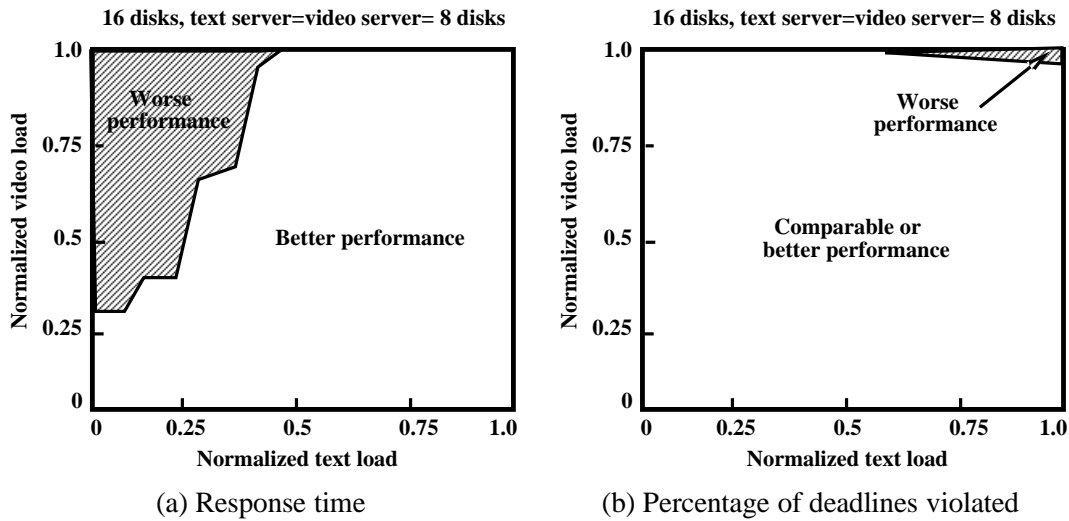 16 disks, text server=video server= 8 disks
1.0
0.75
0.5
0.25
0
Normalized video load
Worse
performance
Better performance
0
0.25
0.5
0.75
1.0
Normalized text load
(a) Response time
16 disks, text server=video server= 8 disks
1.0
0.75
0.5
0.25
0
Normalized video load
Worse
performance
Comparable or
better performance
0
0.25
0.5
0.75
1.0
Normalized text load
(b) Percentage of deadlines violated